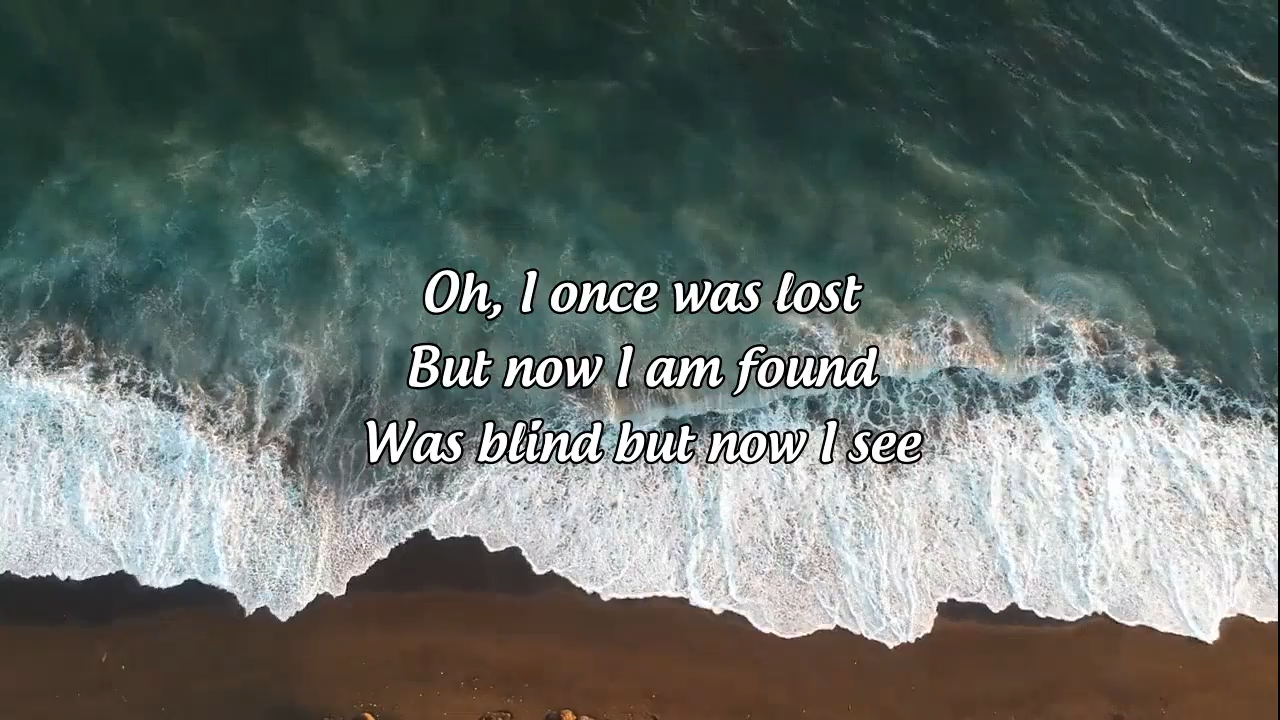 Oh, I once was lost
But now I am found
Was blind but now I see